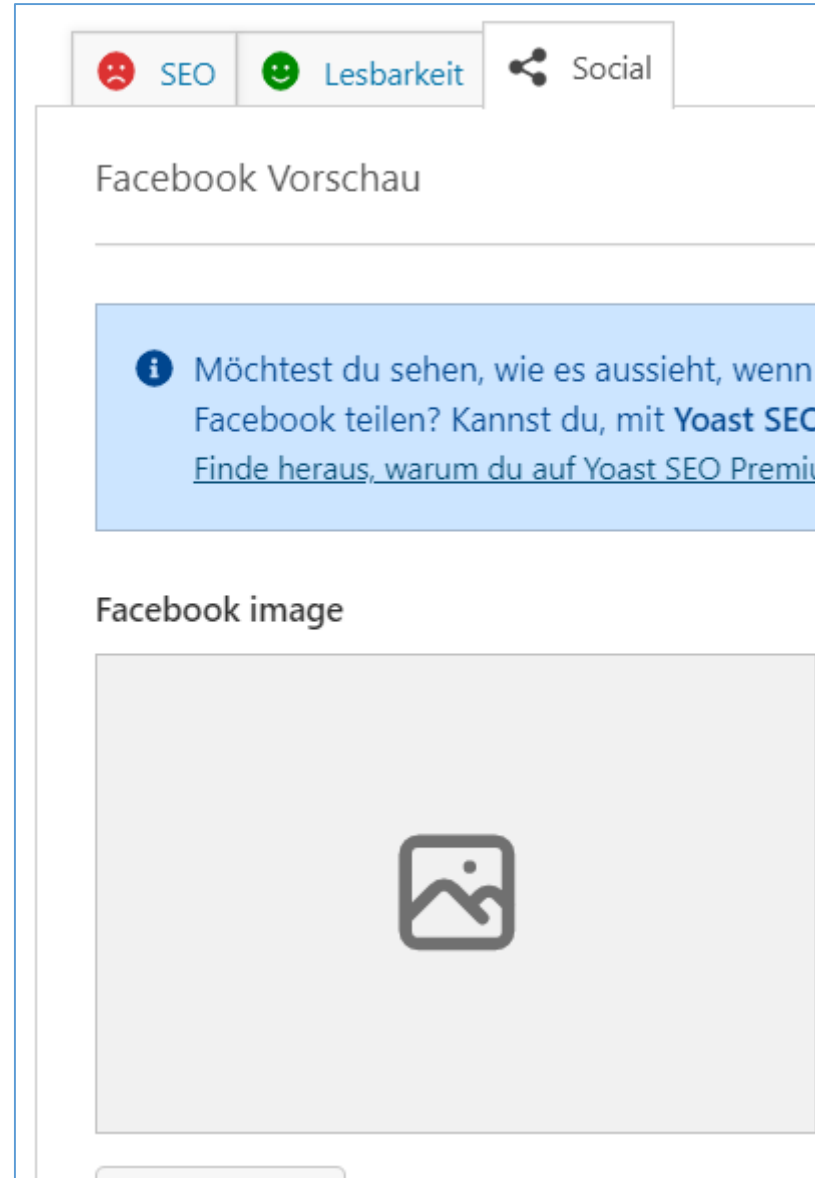 SEO
Lesbarkeit
Social
Facebook Vorschau
Möchtest du sehen, wie es aussieht, wenn
Facebook teilen? Kannst du, mit Yoast SEO
Finde heraus, warum du auf Yoast SEO
Facebook image